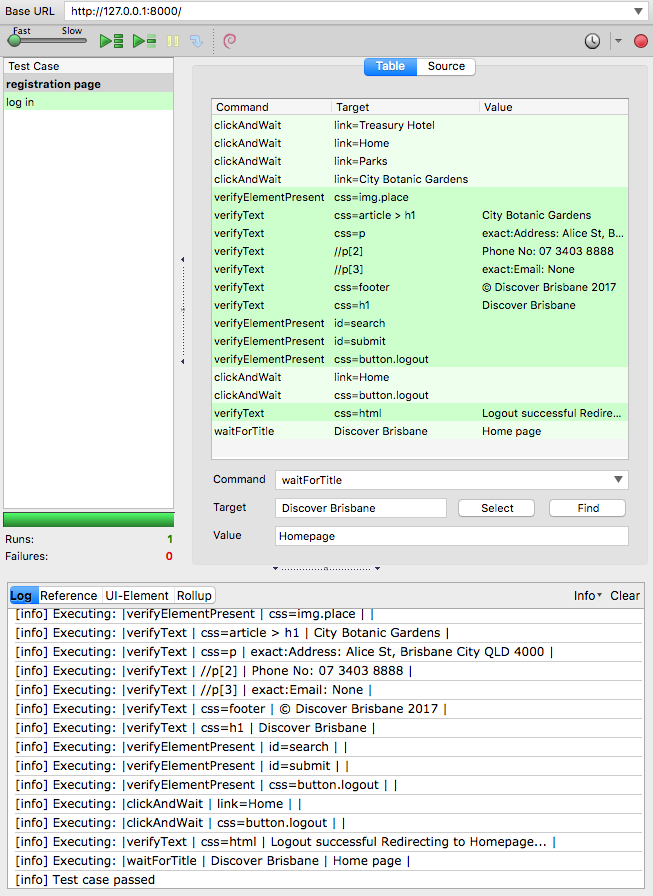 Base URL http://127.0.0.1:8000/
Fast Slow
Test Case
registration page
log in
Runs: 1
Failures: 0
Table Source
Command Target Value
clickAndWait link=Treasury Hotel
clickAndWait link=Home
clickAndWait link=Parks
clickAndWait link=City Botanic Gardens
verifyElementPresent css=img.place
verifyText css=article > h1 City Botanic Gardens
verifyText css=p exact:Address: Alice St, B...
verifyText //p[2] Phone No: 07 3403 8888
verifyText //p[3] exact:Email: None
verifyText css=footer © Discover Brisbane 2017
verifyText css=h1 Discover Brisbane
verifyElementPresent id=search
verifyElementPresent id=submit
verifyElementPresent css=button.logout
clickAndWait link=Home
clickAndWait css=button.logout
verifyText css=html Logout successful Redire...
waitForTitle Discover Brisbane Home page
Command waitForTitle
Target Discover Brisbane Select Find
Value Homepage
Log Reference UI-Element Rollup Info Clear
[info] Executing: |verifyElementPresent | css=img.place | |
[info] Executing: |verifyText | css=article > h1 | City Botanic Gardens |
[info] Executing: |verifyText | css=p | exact:Address: Alice St, Brisbane City QLD 4000 |
[info] Executing: |verifyText | //p[2] | Phone No: 07 3403 8888 |
[info] Executing: |verifyText | //p[3] | exact:Email: None |
[info] Executing: |verifyText | css=footer | © Discover Brisbane 2017 |
[info] Executing: |verifyText | css=h1 | Discover Brisbane |
[info] Executing: |verifyElementPresent | id=search | |
[info] Executing: |verifyElementPresent | id=submit | |
[info] Executing: |verifyElementPresent | css=button.logout | |
[info] Executing: |clickAndWait | link=Home | |
[info] Executing: |clickAndWait | css=button.logout | |
[info] Executing: |verifyText | css=html | Logout successful Redirecting to Homepage... |
[info] Executing: |waitForTitle | Discover Brisbane | Home page |
[info] Test case passed